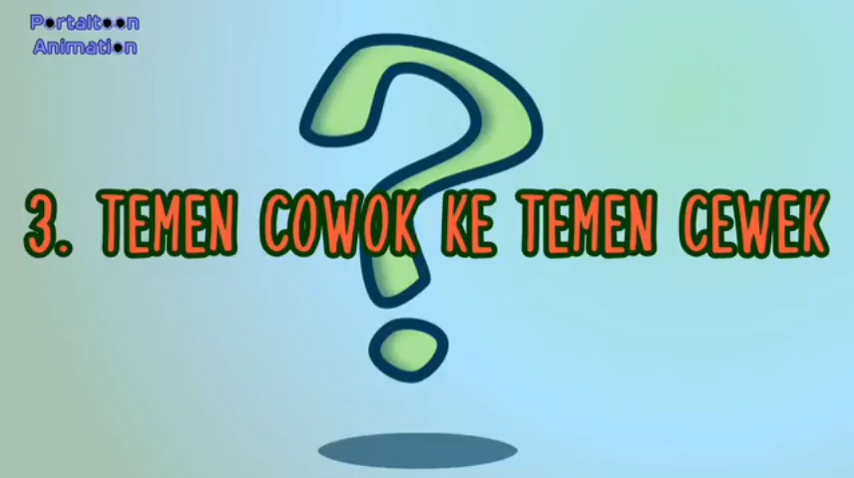 Portaltoon
Animation
3. TEMEN COWOK KE TEMEN CEWEK